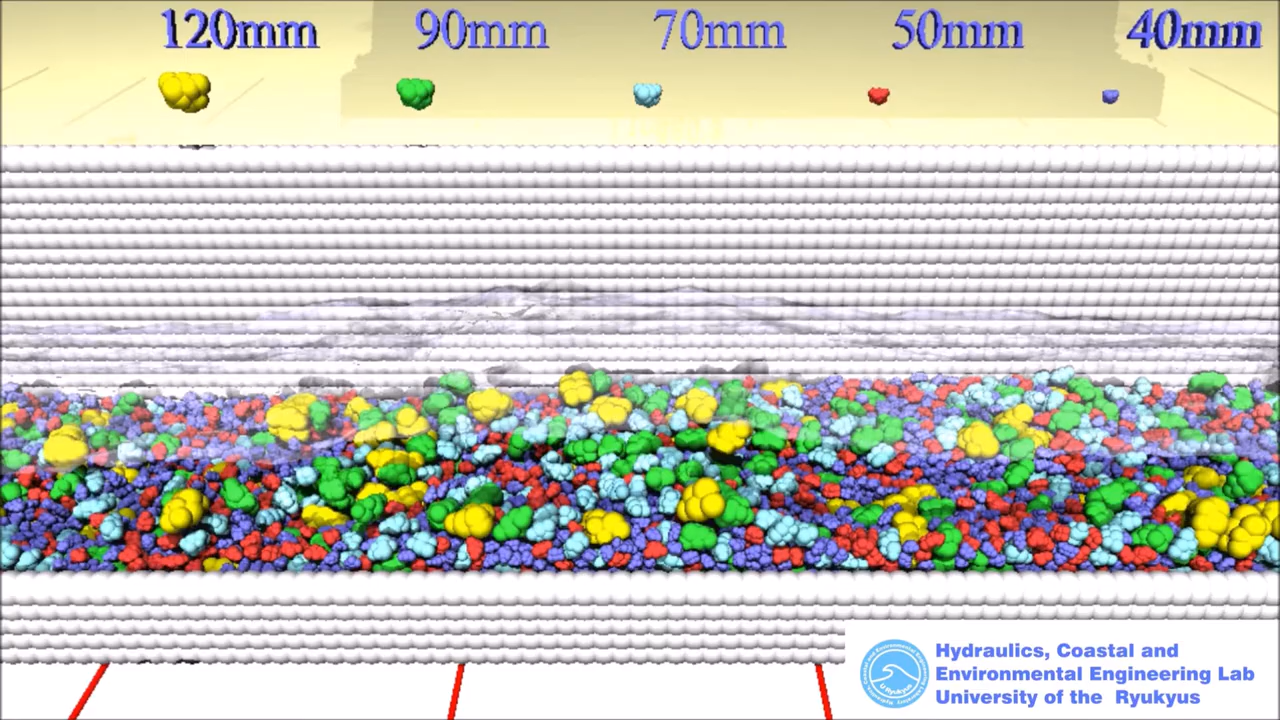 120mm 90mm 70mm 50mm 40mm
Hydraulics, Coastal and
Environmental Engineering Lab
University of the Ryukyus